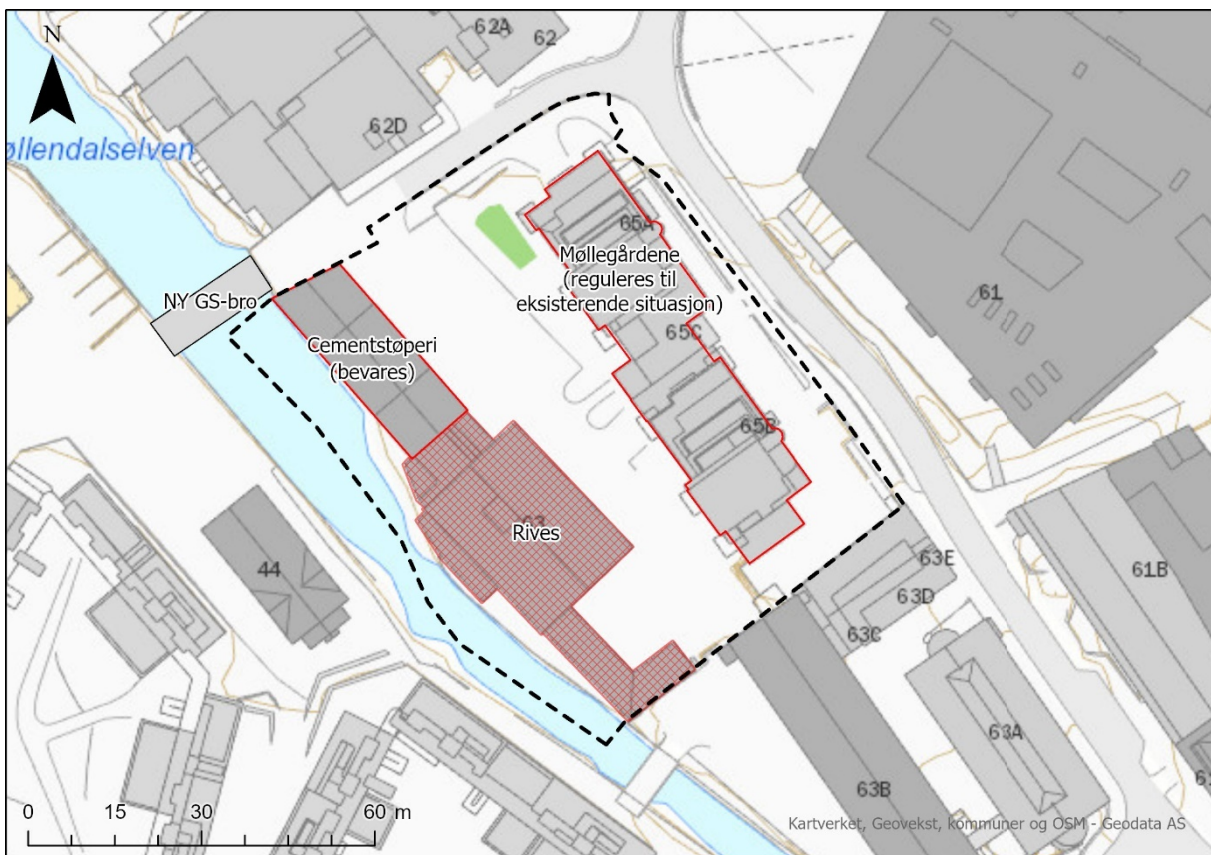 N
62A
62
62D
øllendalselven
65A
Møllegårdene
(reguleres til
eksisterende situasjon)
61
NY GS-bro
65C
Cementstøperi
(bevares)
65B
Rives
44
63E
61B
63D
63C
63A
63B
0 15 30 60 m
Kartverket, Geovekst, kommuner og OSM - Geodata AS